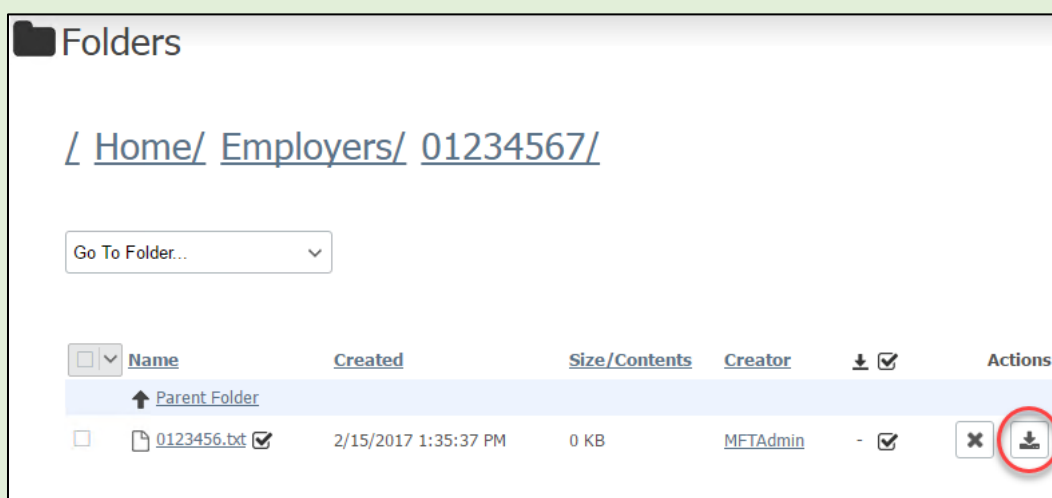 Folders
/ Home/ Employers/ 01234567/
Go To Folder...
Name Created Size/Contents Creator Actions
Parent Folder
0123456.txt 2/15/2017 1:35:37 PM 0 KB MFTAdmin -